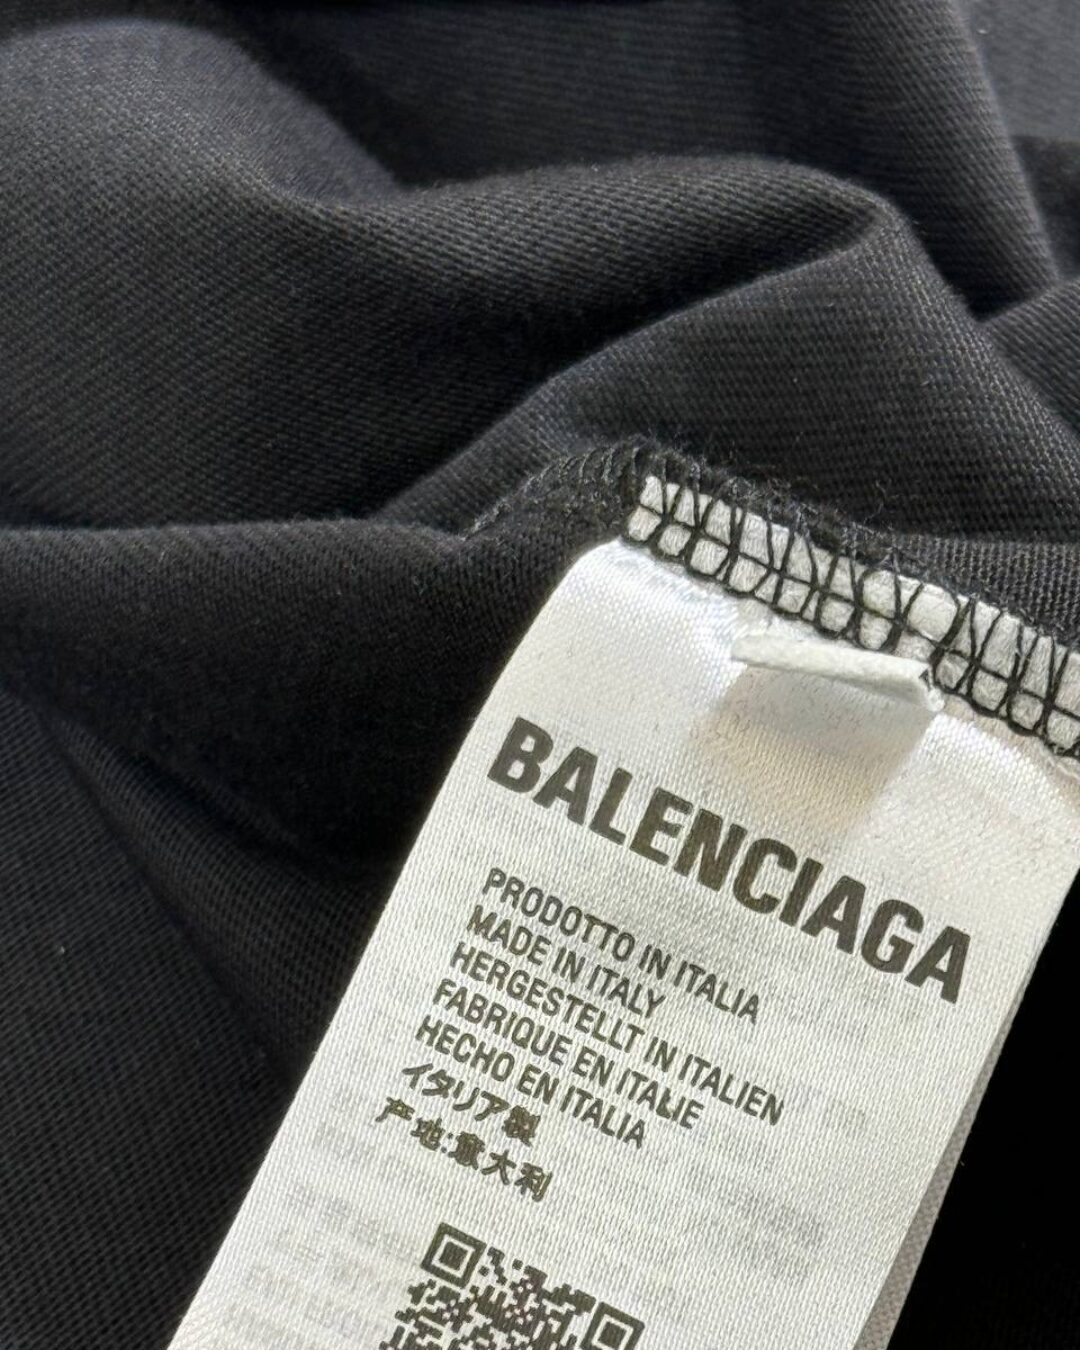 BALENCIAGA
PRODOTTO IN ITALIA
MADE IN ITALY
HERGESTELLT IN ITALIEN
FABRIQUE EN ITALIE
HECHO EN ITALIA
イタリア製
产地:意大利